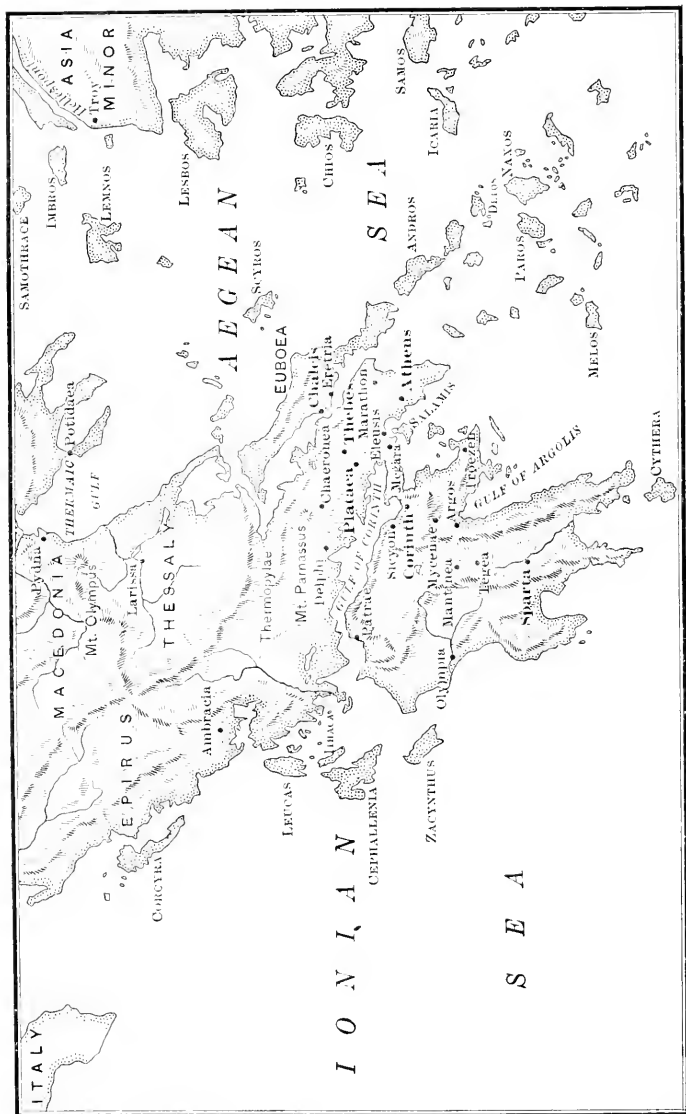 ITALY
MACEDONIA
Pydna
THERMAIC
GULF
Potidaea
SAMOTHRACE
IMBROS
Hellespont
ASIA
MINOR
Troy
LEMNOS
Mt. Olympus
EPIRUS
Larissa
CORCYRA
THESSALY
LESBOS
Ambracia
AEGEAN
SEA
SCYROS
Thermopylae
EUBOEA
LEUCAS
Mt. Parnassus
Delphi
Chaeronea
Chalcis
Eretria
CHIOS
Ithaca
Plataea
Thebes
Marathon
IONIAN
SEA
CEPHALLENIA
Patrae
GULF OF CORINTH
Eleusis
Megara
Athens
SALAMIS
ANDROS
SAMOS
Sicyon
Corinth
ICARIA
ZACYNTHUS
Olympia
Mycenae
Argos
Troezen
Mantinea
Tegea
GULF OF ARGOLIS
DELOS
NAXOS
PAROS
Sparta
MELOS
CYTHERA